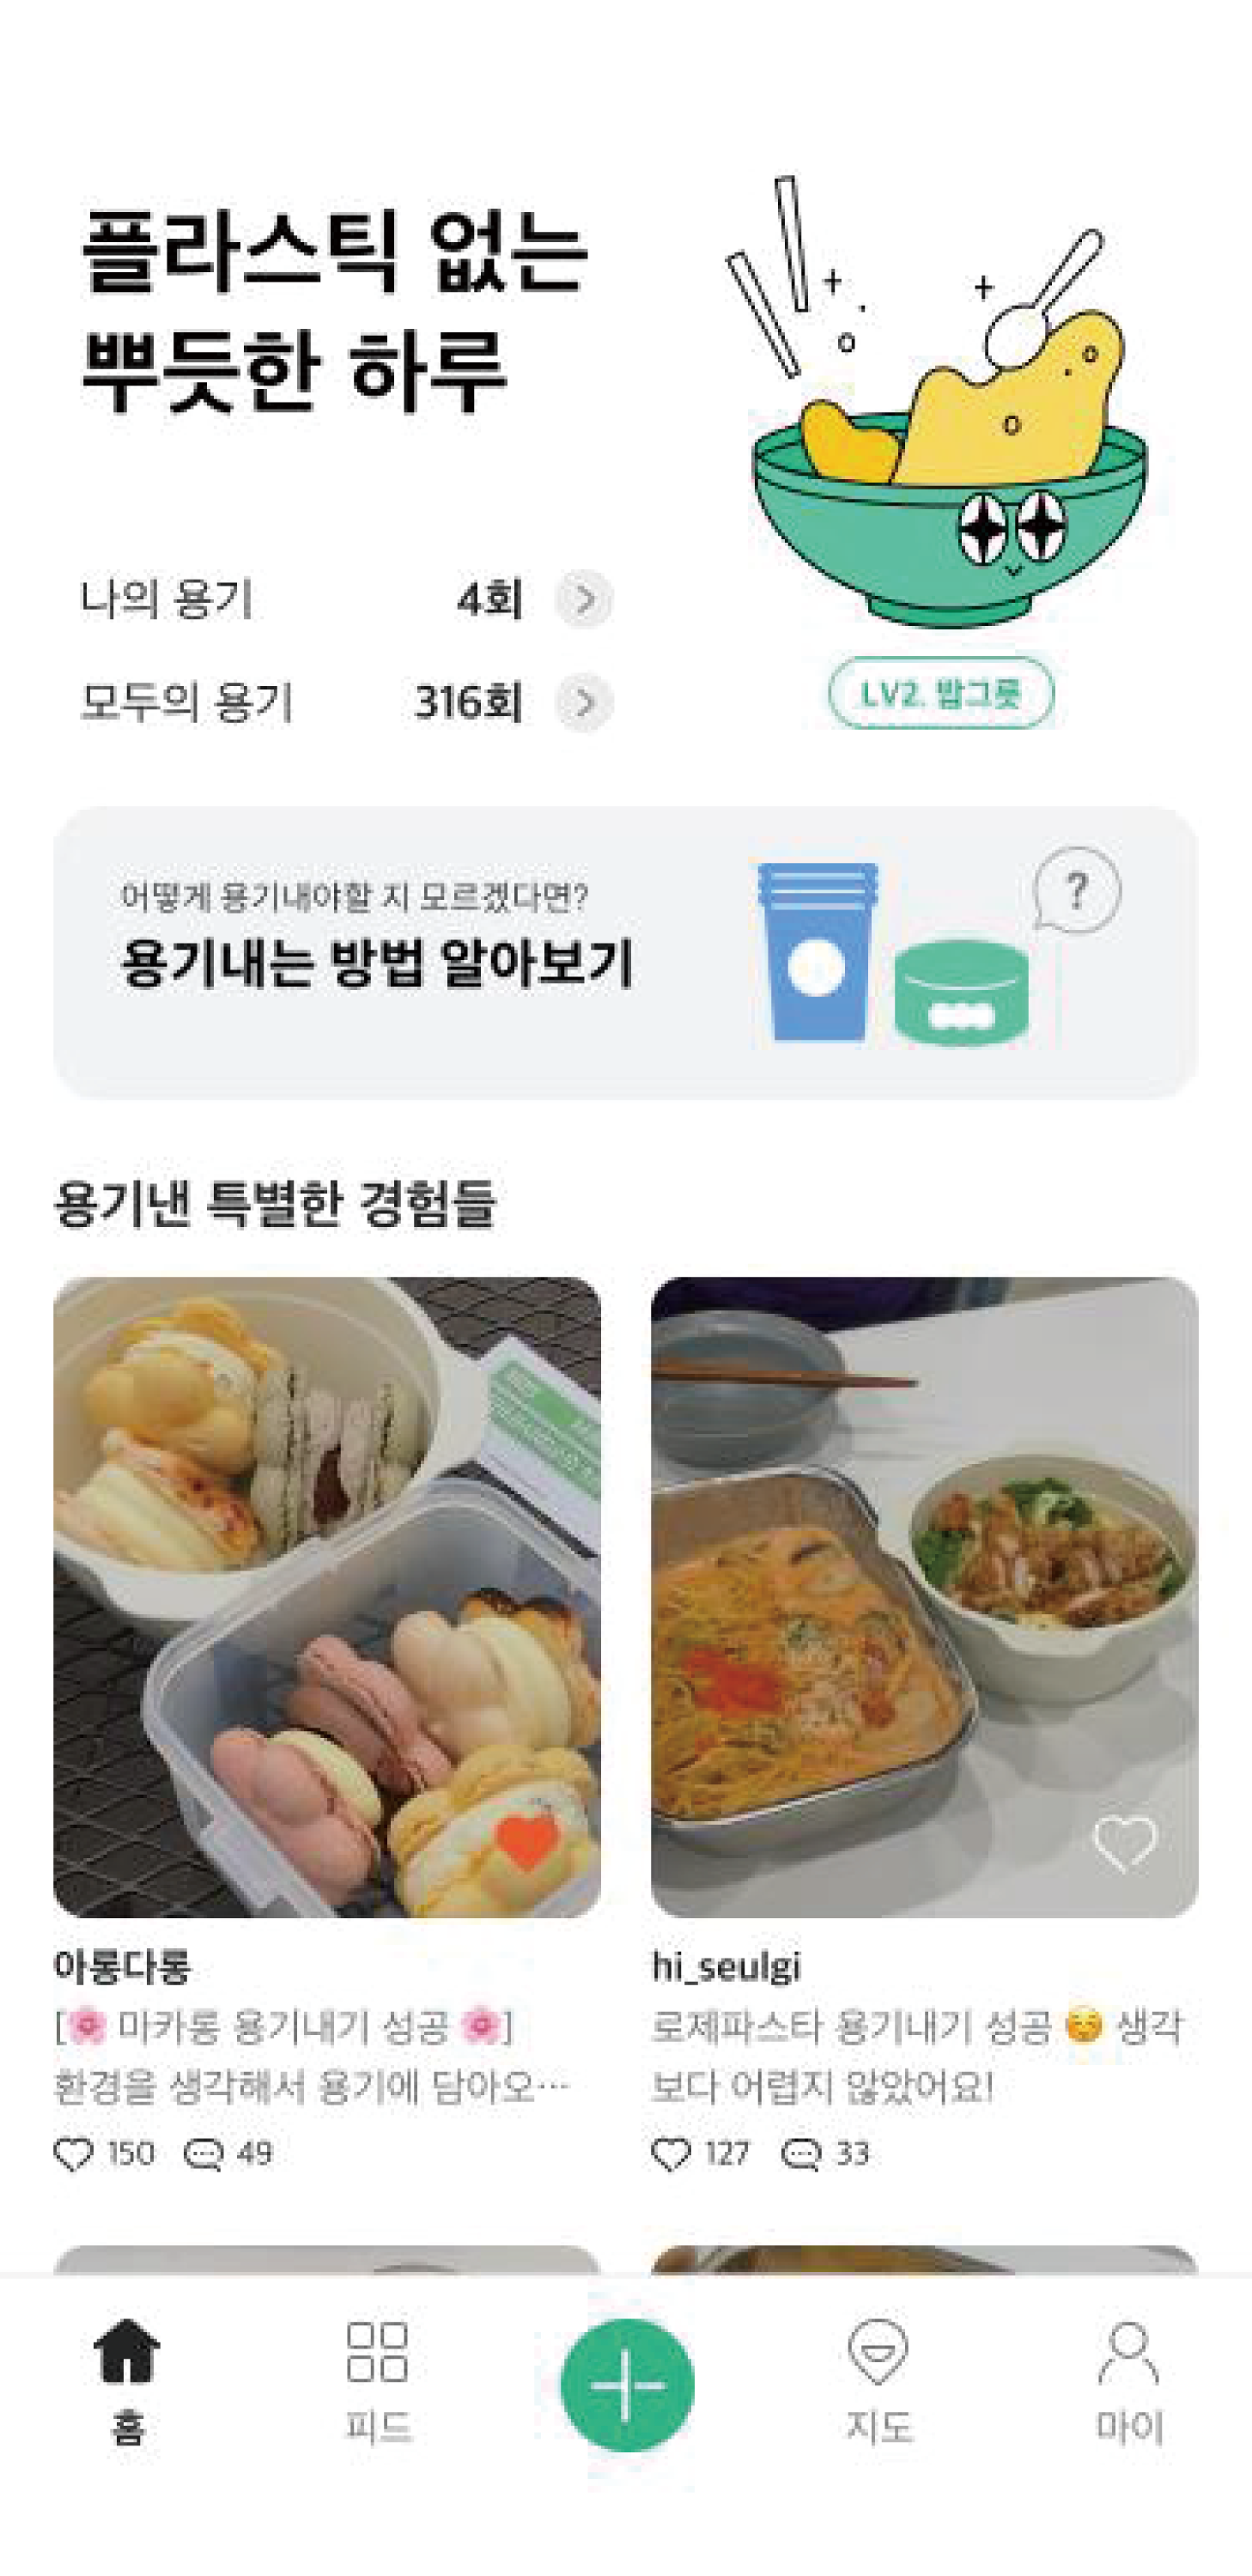 플라스틱 없는
뿌듯한 하루
나의 용기 4회
모두의 용기 316회
LV2. 밥그릇
어떻게 용기내야할 지 모르겠다면?
용기내는 방법 알아보기
?
용기낸 특별한 경험들
아롱다롱
[🌸 마카롱 용기내기 성공 🌸]
환경을 생각해서 용기에 담아오…
150 49
hi_seulgi
로제파스타 용기내기 성공 😚 생각
보다 어렵지 않았어요!
127 33
홈 피드 지도 마이